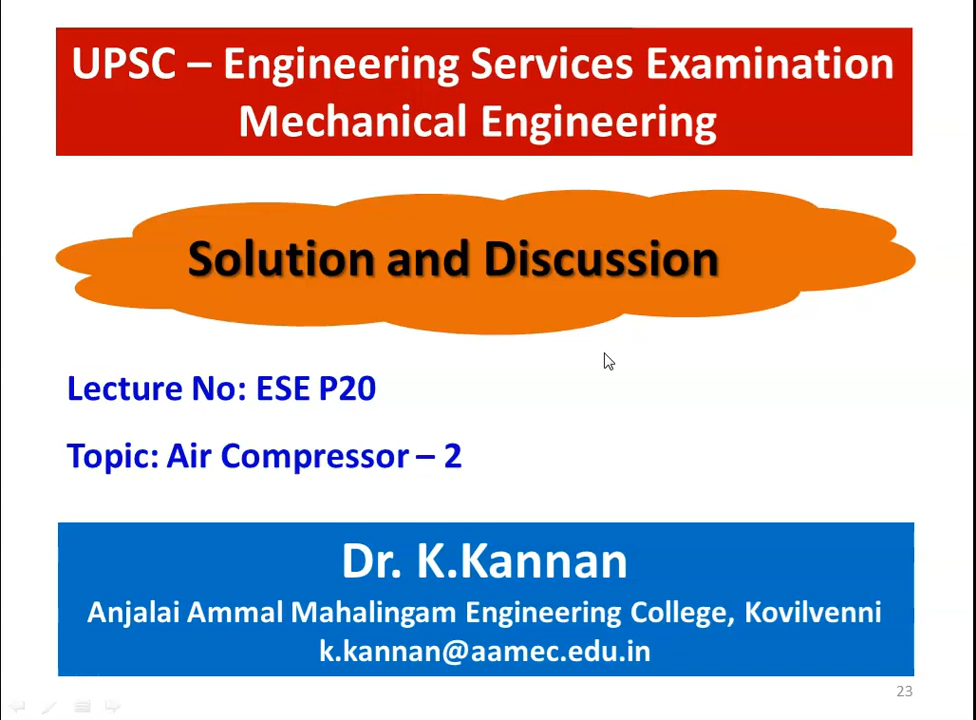 UPSC – Engineering Services Examination
Mechanical Engineering
Solution and Discussion
Lecture No: ESE P20
Topic: Air Compressor – 2
Dr. K.Kannan
Anjalai Ammal Mahalingam Engineering College, Kovilvenni
k.kannan@aamec.edu.in
23